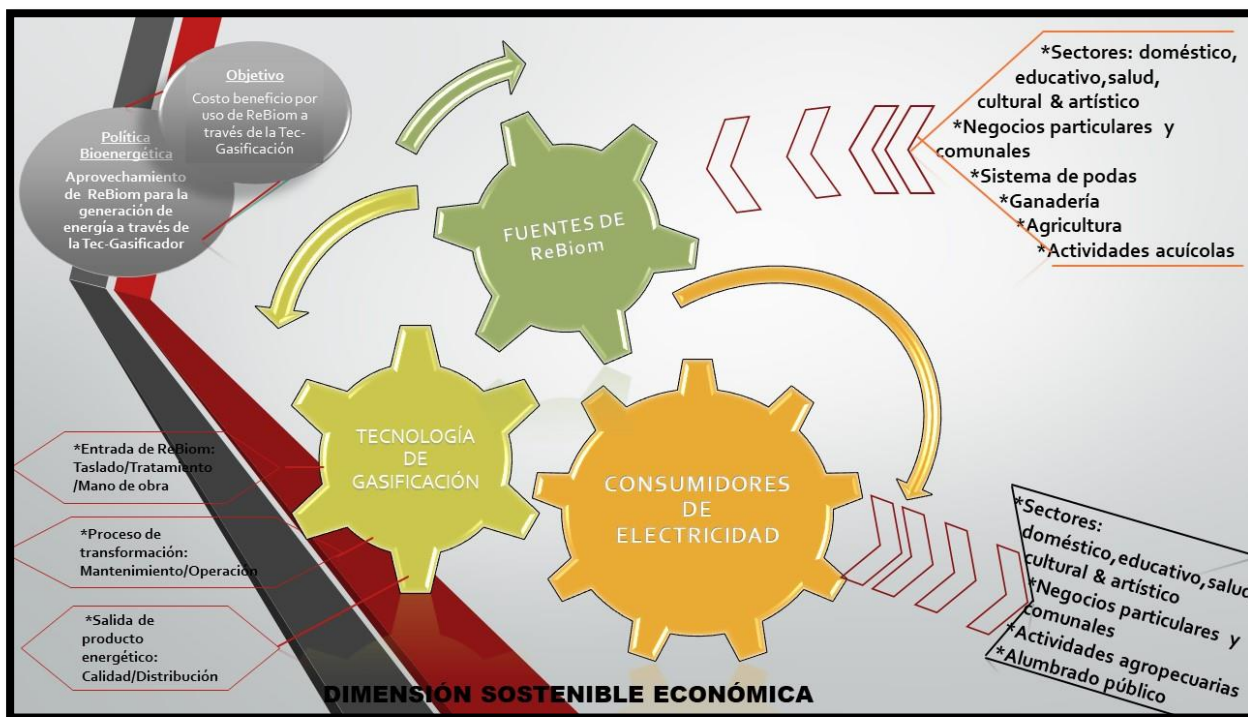 Objetivo
Costo beneficio por
uso de ReBiom a
través de la Tec-
Gasificación
Política
Bioenergética
Aprovechamiento
de ReBiom para la
generación de
energía a través de
la Tec-Gasificador
FUENTES DE
ReBiom
*Sectores: doméstico,
educativo,salud,
cultural & artístico
*Negocios particulares y
comunales
*Sistema de podas
*Ganadería
*Agricultura
*Actividades acuícolas
TECNOLOGÍA
DE
GASIFICACIÓN
*Entrada de ReBiom:
Taslado/Tratamiento
/Mano de obra
*Proceso de
transformación:
Mantenimiento/Operación
*Salida de
producto
energético:
Calidad/Distribución
CONSUMIDORES
DE
ELECTRICIDAD
*Sectores:
doméstico,educativo,salud
cultural & artístico
*Negocios particulares y
comunales
*Actividades agropecuarias
*Alumbrado público
DIMENSIÓN SOSTENIBLE ECONÓMICA